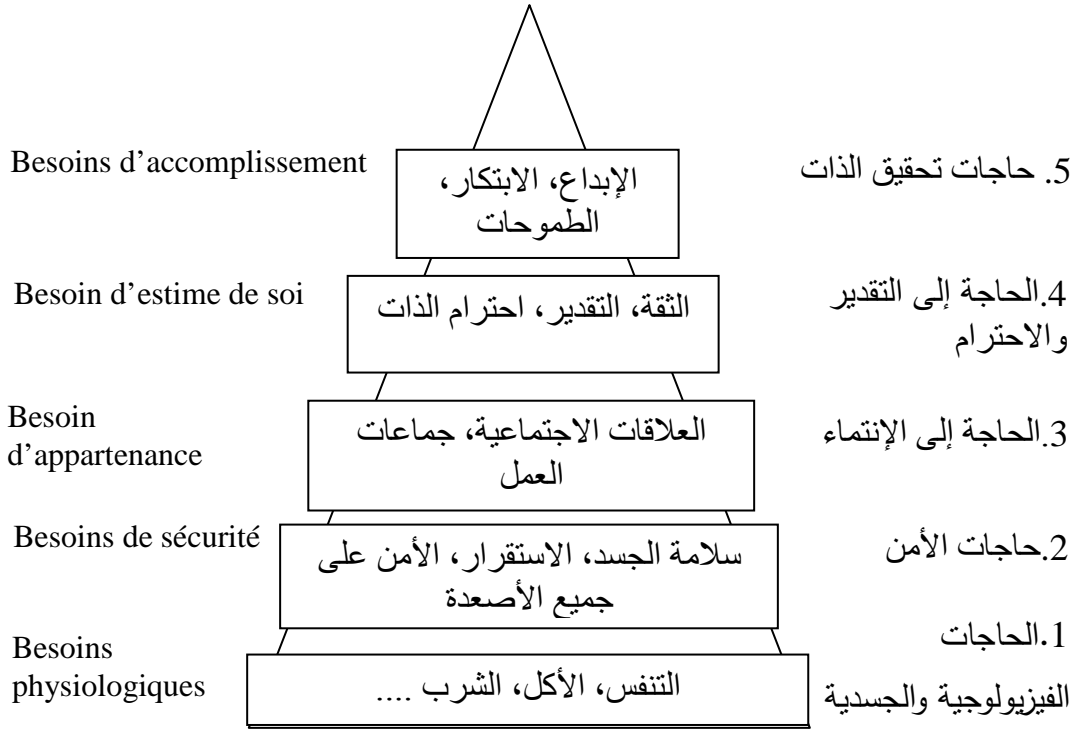 Besoins d’accomplissement
الإبداع، الابتكار،
الطموحات
5. حاجات تحقيق الذات
Besoin d’estime de soi
الثقة، التقدير، احترام الذات
4.الحاجة إلى التقدير
والاحترام
Besoin
d’appartenance
العلاقات الاجتماعية، جماعات
العمل
3.الحاجة إلى الإنتماء
Besoins de sécurité
سلامة الجسد، الاستقرار، الأمن على
جميع الأصعدة
2.حاجات الأمن
Besoins
physiologiques
التنفس، الأكل، الشرب ....
1.الحاجات
الفيزيولوجية والجسدية